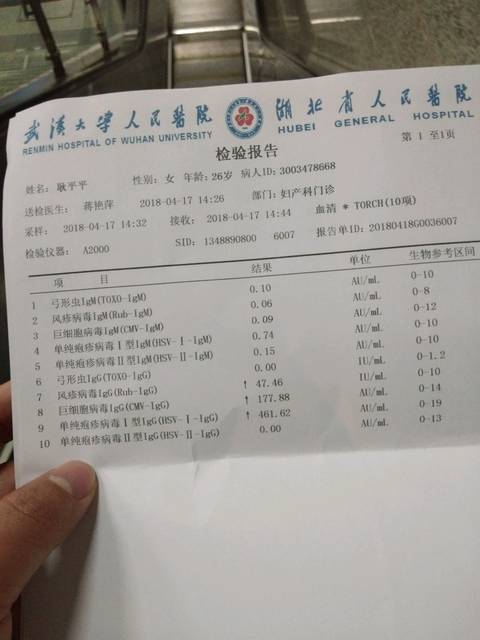 武汉大学人民医院 湖北省人民医院
RENMIN HOSPITAL OF WUHAN UNIVERSITY HUBEI GENERAL HOSPITAL
检验报告
第 1 至1页
姓名: 耿平平 性别: 女 年龄: 26岁 病人ID: 3003478668
送检医生: 蒋艳萍 2018-04-17 14:26 部门: 妇产科门诊
采样: 2018-04-17 14:32 接收: 2018-04-17 14:44 血清 * TORCH(10项)
检验仪器: A2000 SID: 1348890800 6007 报告单ID: 20180418G0036007
项 目 结果 单位 生物参考区间
1 弓形虫IgM(TOXO-IgM) 0.10 AU/mL 0-10
2 风疹病毒IgM(Rub-IgM) 0.06 AU/mL 0-8
3 巨细胞病毒IgM(CMV-IgM) 0.09 AU/mL 0-12
4 单纯疱疹病毒Ⅰ型IgM(HSV-Ⅰ-IgM) 0.74 AU/mL 0-10
5 单纯疱疹病毒Ⅱ型IgM(HSV-Ⅱ-IgM) 0.15 AU/mL 0-10
6 弓形虫IgG(TOXO-IgG) 0.00 IU/mL 0-1.2
7 风疹病毒IgG(Rub-IgG) ↑ 47.46 IU/mL 0-10
8 巨细胞病毒IgG(CMV-IgG) ↑ 177.88 AU/mL 0-14
9 单纯疱疹病毒Ⅰ型IgG(HSV-Ⅰ-IgG) ↑ 461.62 AU/mL 0-19
10 单纯疱疹病毒Ⅱ型IgG(HSV-Ⅱ-IgG) 0.00 AU/mL 0-13